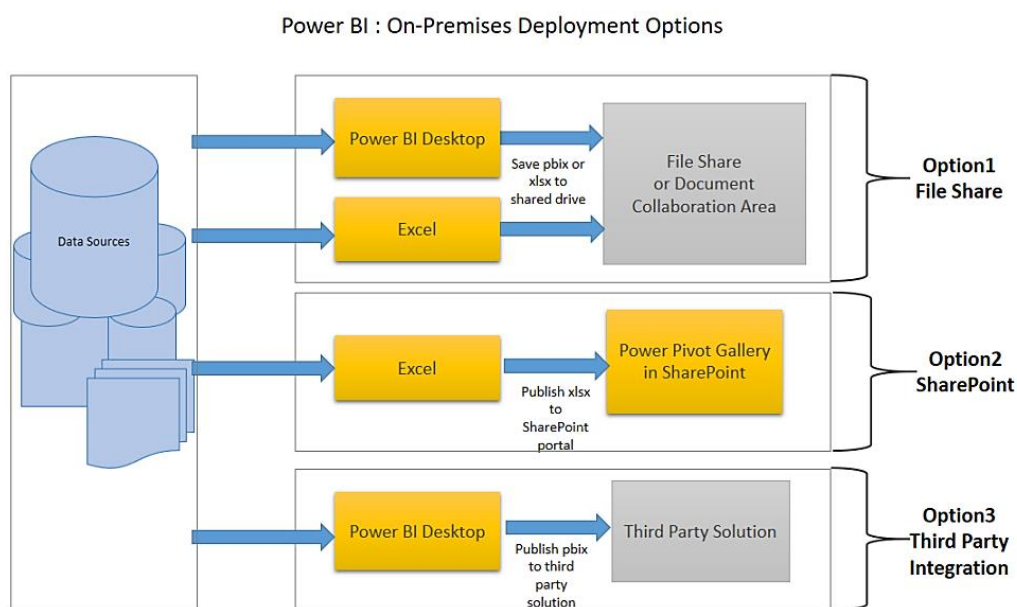 Power BI : On-Premises Deployment Options
Data Sources
Power BI Desktop
Save pbix or
xlsx to
shared drive
Excel
File Share
or Document
Collaboration Area
Option1
File Share
Excel
Publish xlsx
to
SharePoint
portal
Power Pivot Gallery
in SharePoint
Option2
SharePoint
Power BI Desktop
Publish pbix
to third
party
solution
Third Party Solution
Option3
Third Party
Integration